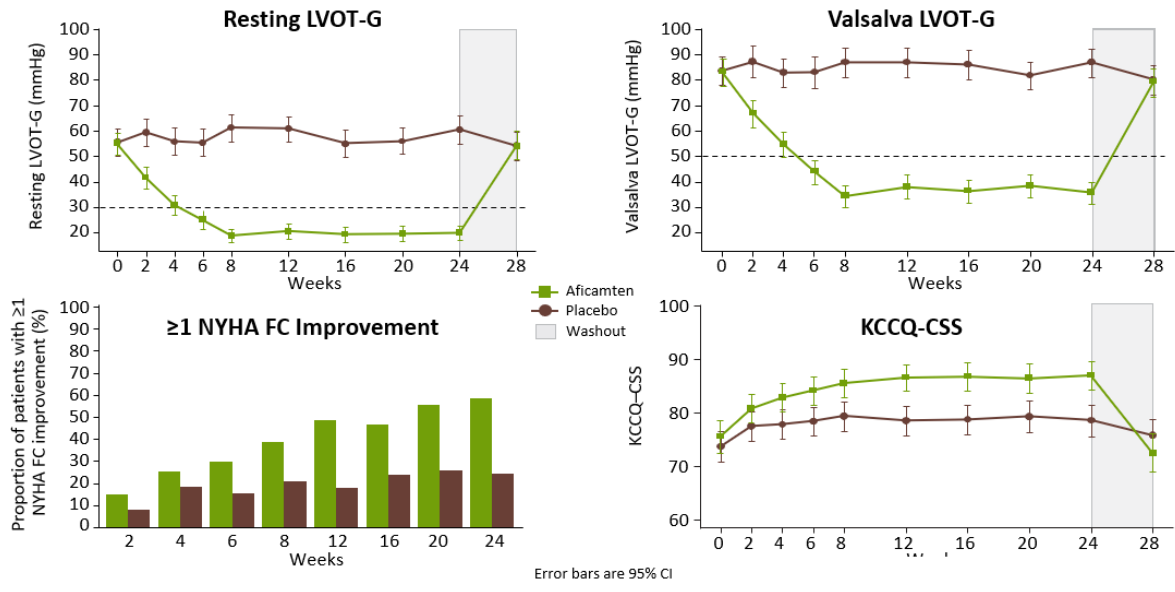 Resting LVOT-G
Resting LVOT-G (mmHg)
100
90
80
70
60
50
40
30
20
0 2 4 6 8 12 16 20 24 28
Weeks
Valsalva LVOT-G
Valsalva LVOT-G (mmHg)
100
90
80
70
60
50
40
30
20
0 2 4 6 8 12 16 20 24 28
Weeks
Aficamten
Placebo
Washout
≥1 NYHA FC Improvement
Proportion of patients with ≥1
NYHA FC improvement (%)
100
90
80
70
60
50
40
30
20
10
0
2 4 6 8 12 16 20 24
Weeks
KCCQ-CSS
KCCQ–CSS
100
90
80
70
60
0 2 4 6 8 12 16 20 24 28
Error bars are 95% CI